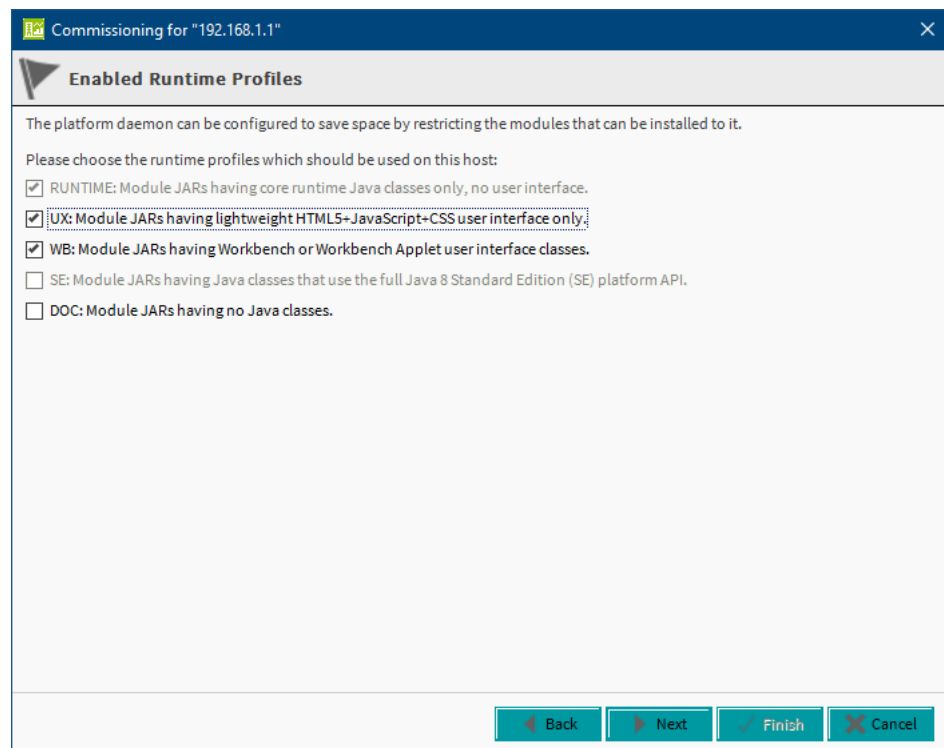 Commissioning for "192.168.1.1"
Enabled Runtime Profiles
The platform daemon can be configured to save space by restricting the modules that can be installed to it.
Please choose the runtime profiles which should be used on this host:
RUNTIME: Module JARs having core runtime Java classes only, no user interface.
UX: Module JARs having lightweight HTML5+JavaScript+CSS user interface only.
WB: Module JARs having Workbench or Workbench Applet user interface classes.
SE: Module JARs having Java classes that use the full Java 8 Standard Edition (SE) platform API.
DOC: Module JARs having no Java classes.
Back Next Finish Cancel